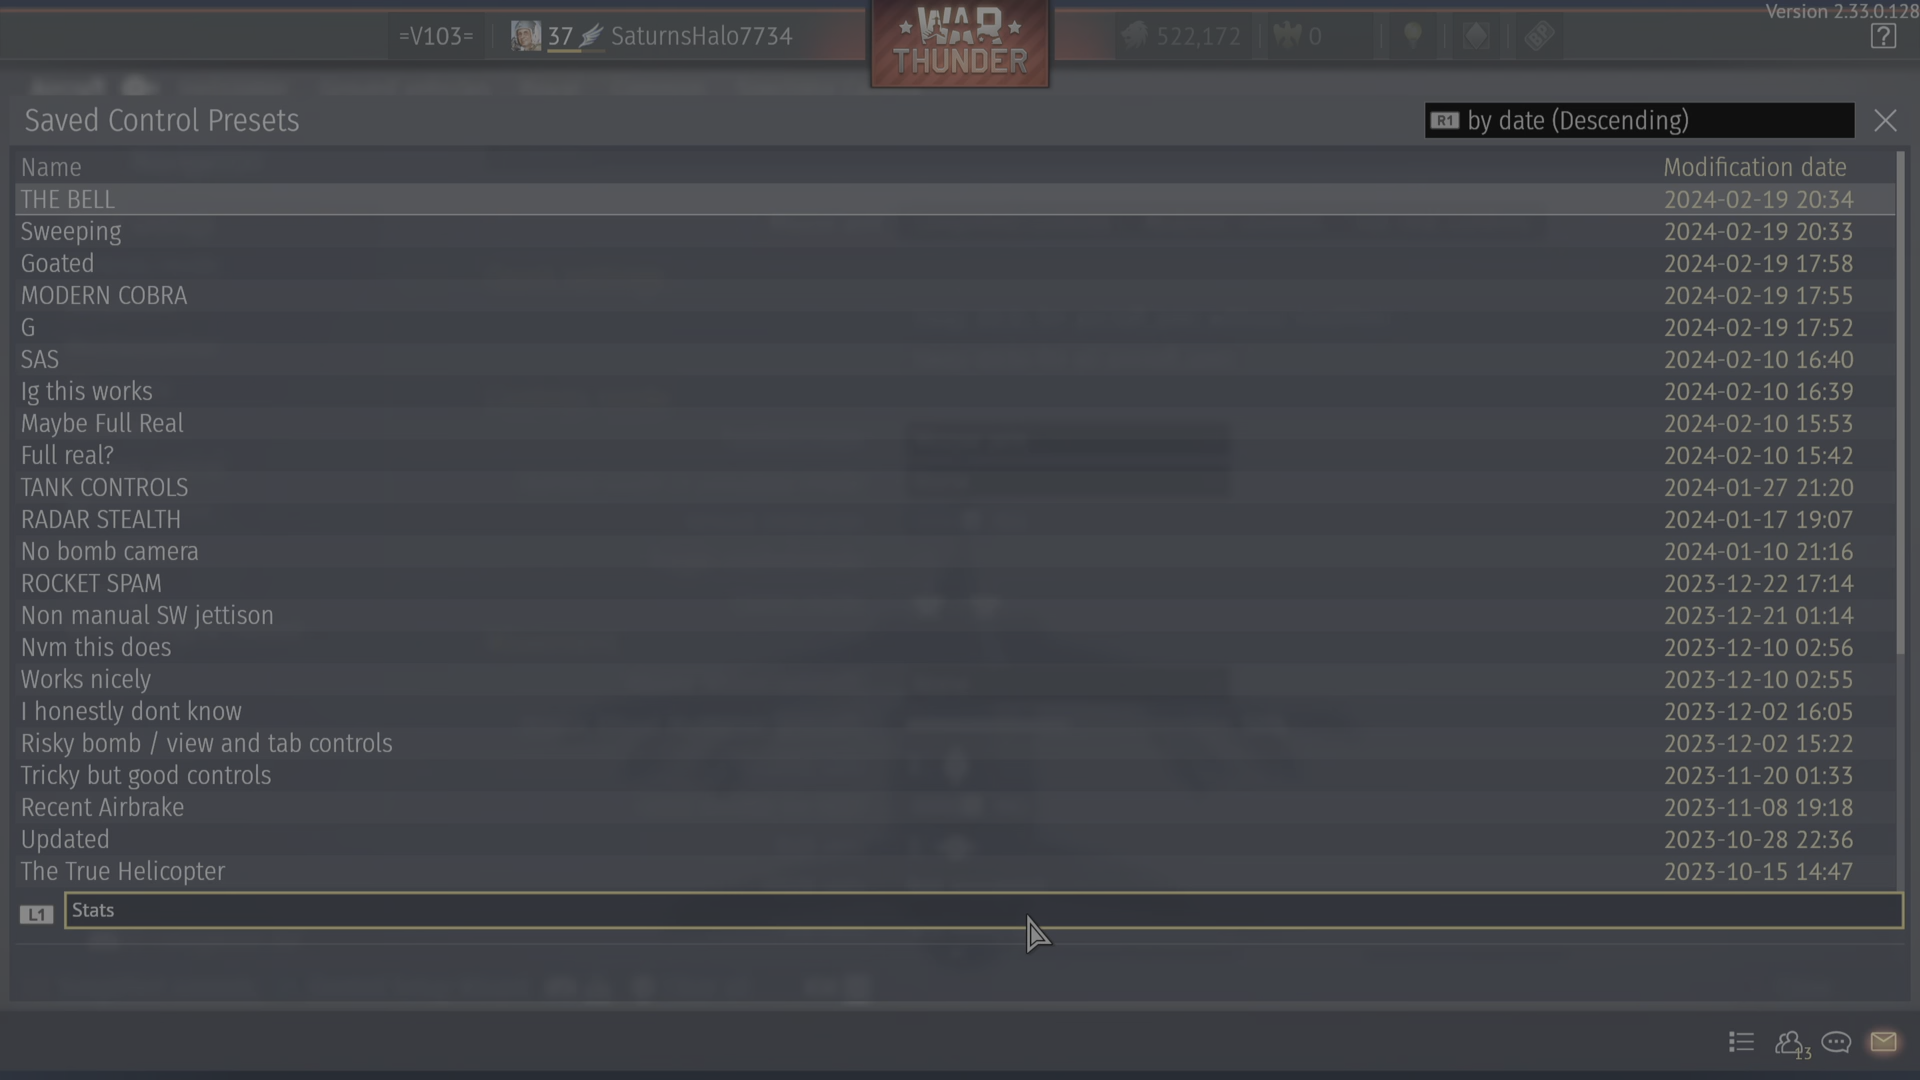 Version 2.33.0.128
=V103= 37 SaturnsHalo7734 WAR THUNDER 522,172 0 BP ?
Saved Control Presets R1 by date (Descending)
Name Modification date
THE BELL 2024-02-19 20:34
Sweeping 2024-02-19 20:33
Goated 2024-02-19 17:58
MODERN COBRA 2024-02-19 17:55
G 2024-02-19 17:52
SAS 2024-02-10 16:40
Ig this works 2024-02-10 16:39
Maybe Full Real 2024-02-10 15:53
Full real? 2024-02-10 15:42
TANK CONTROLS 2024-01-27 21:20
RADAR STEALTH 2024-01-17 19:07
No bomb camera 2024-01-10 21:16
ROCKET SPAM 2023-12-22 17:14
Non manual SW jettison 2023-12-21 01:14
Nvm this does 2023-12-10 02:56
Works nicely 2023-12-10 02:55
I honestly dont know 2023-12-02 16:05
Risky bomb / view and tab controls 2023-12-02 15:22
Tricky but good controls 2023-11-20 01:33
Recent Airbrake 2023-11-08 19:18
Updated 2023-10-28 22:36
The True Helicopter 2023-10-15 14:47
L1 Stats
13